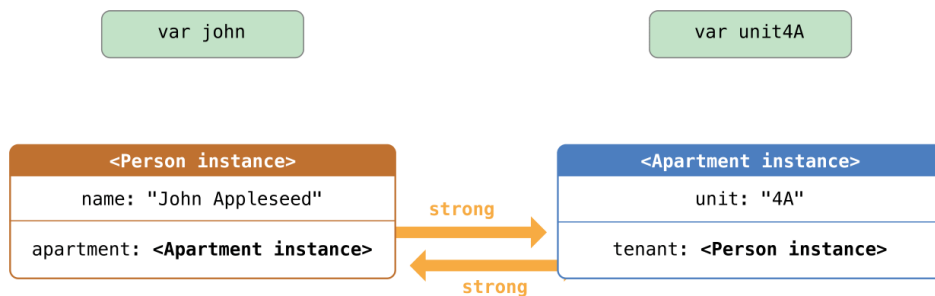 var john
var unit4A
<Person instance>
<Apartment instance>
name: "John Appleseed"
unit: "4A"
strong
apartment: <Apartment instance>
tenant: <Person instance>
strong